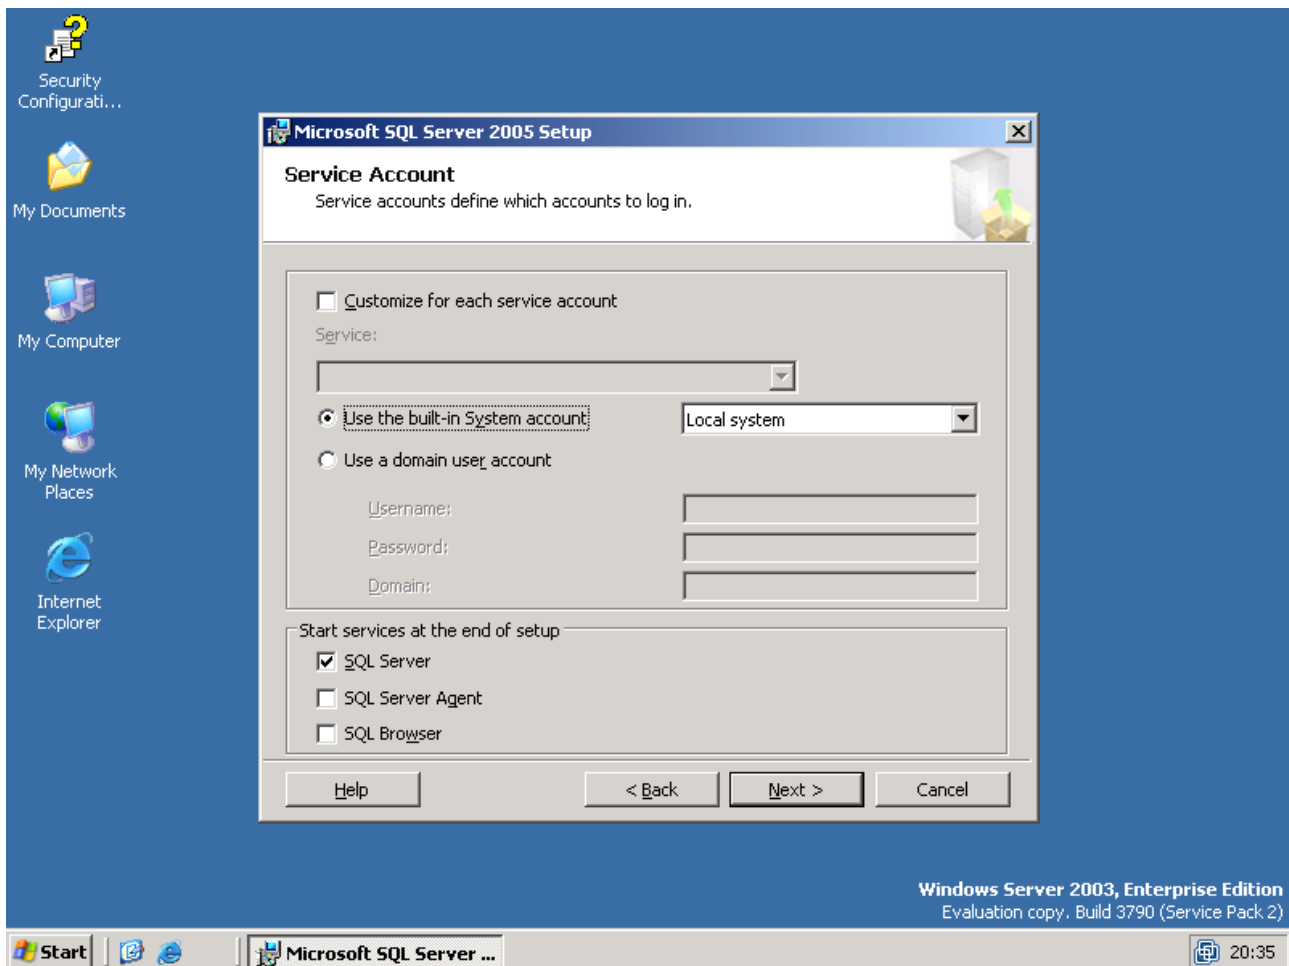 Security
Configurati...
My Documents
My Computer
My Network
Places
Internet
Explorer
Microsoft SQL Server 2005 Setup
Service Account
Service accounts define which accounts to log in.
Customize for each service account
Service:
Use the built-in System account
Local system
Use a domain user account
Username:
Password:
Domain:
Start services at the end of setup
SQL Server
SQL Server Agent
SQL Browser
Help
< Back
Next >
Cancel
Windows Server 2003, Enterprise Edition
Evaluation copy. Build 3790 (Service Pack 2)
Start
Microsoft SQL Server ...
20:35